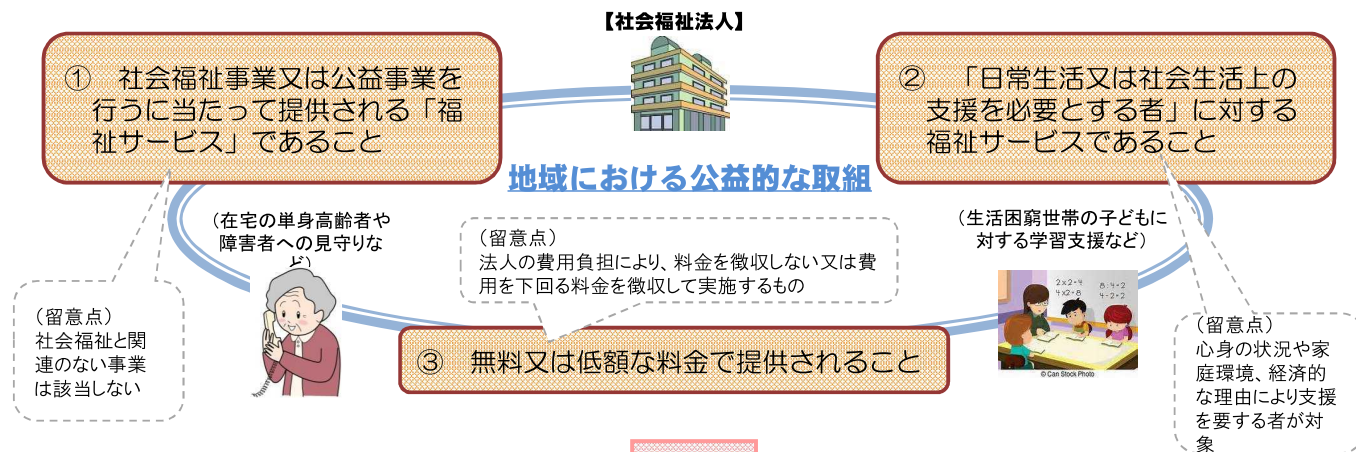 【社会福祉法人】
① 社会福祉事業又は公益事業を
行うに当たって提供される「福
祉サービス」であること
② 「日常生活又は社会生活上の
支援を必要とする者」に対する
福祉サービスであること
地域における公益的な取組
（在宅の単身高齢者や
障害者への見守りな
ど）
（留意点）
法人の費用負担により、料金を徴収しない又は費
用を下回る料金を徴収して実施するもの
（生活困窮世帯の子どもに
対する学習支援など）
2x2=4
4x2=8
8:4=2
4:2=2
© Can Stock Photo
（留意点）
社会福祉と関
連のない事業
は該当しない
③ 無料又は低額な料金で提供されること
（留意点）
心身の状況や家
庭環境、経済的
な理由により支援
を要する者が対
象